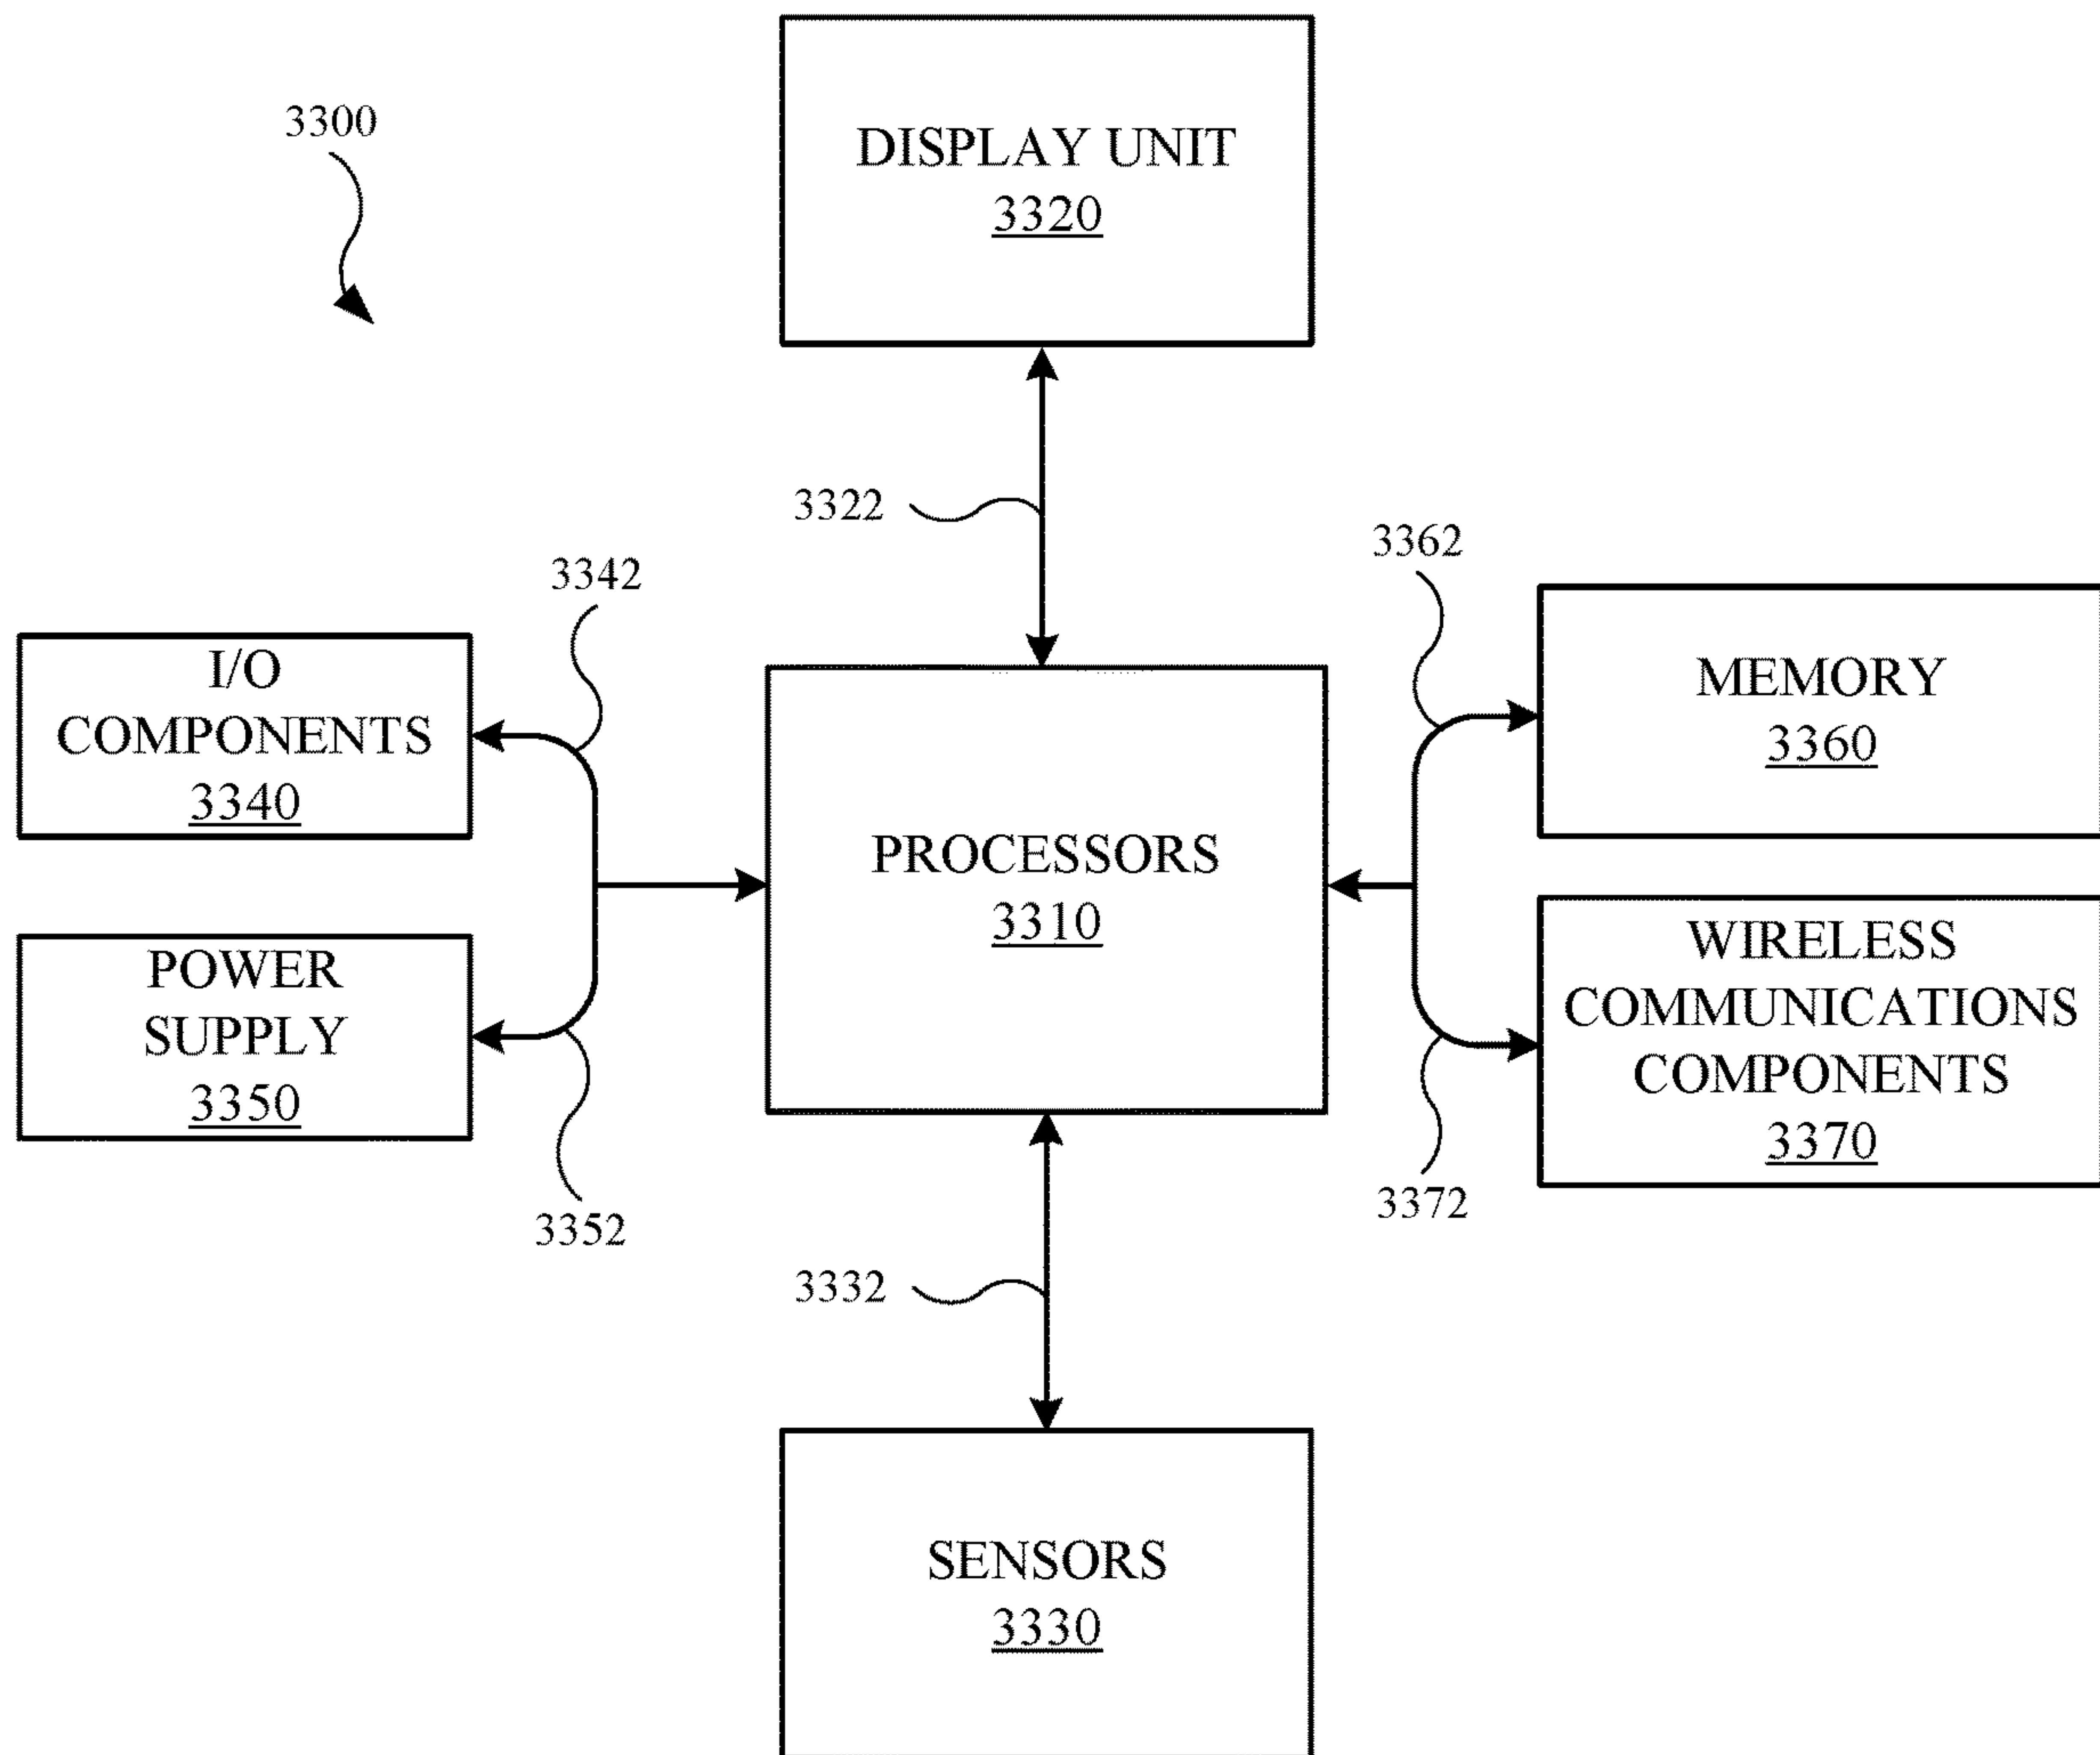 3300
DISPLAY UNIT
3320
3322
3342
3362
I/O
COMPONENTS
3340
MEMORY
3360
PROCESSORS
3310
POWER
SUPPLY
3350
WIRELESS
COMMUNICATIONS
COMPONENTS
3370
3352
3372
3332
SENSORS
3330